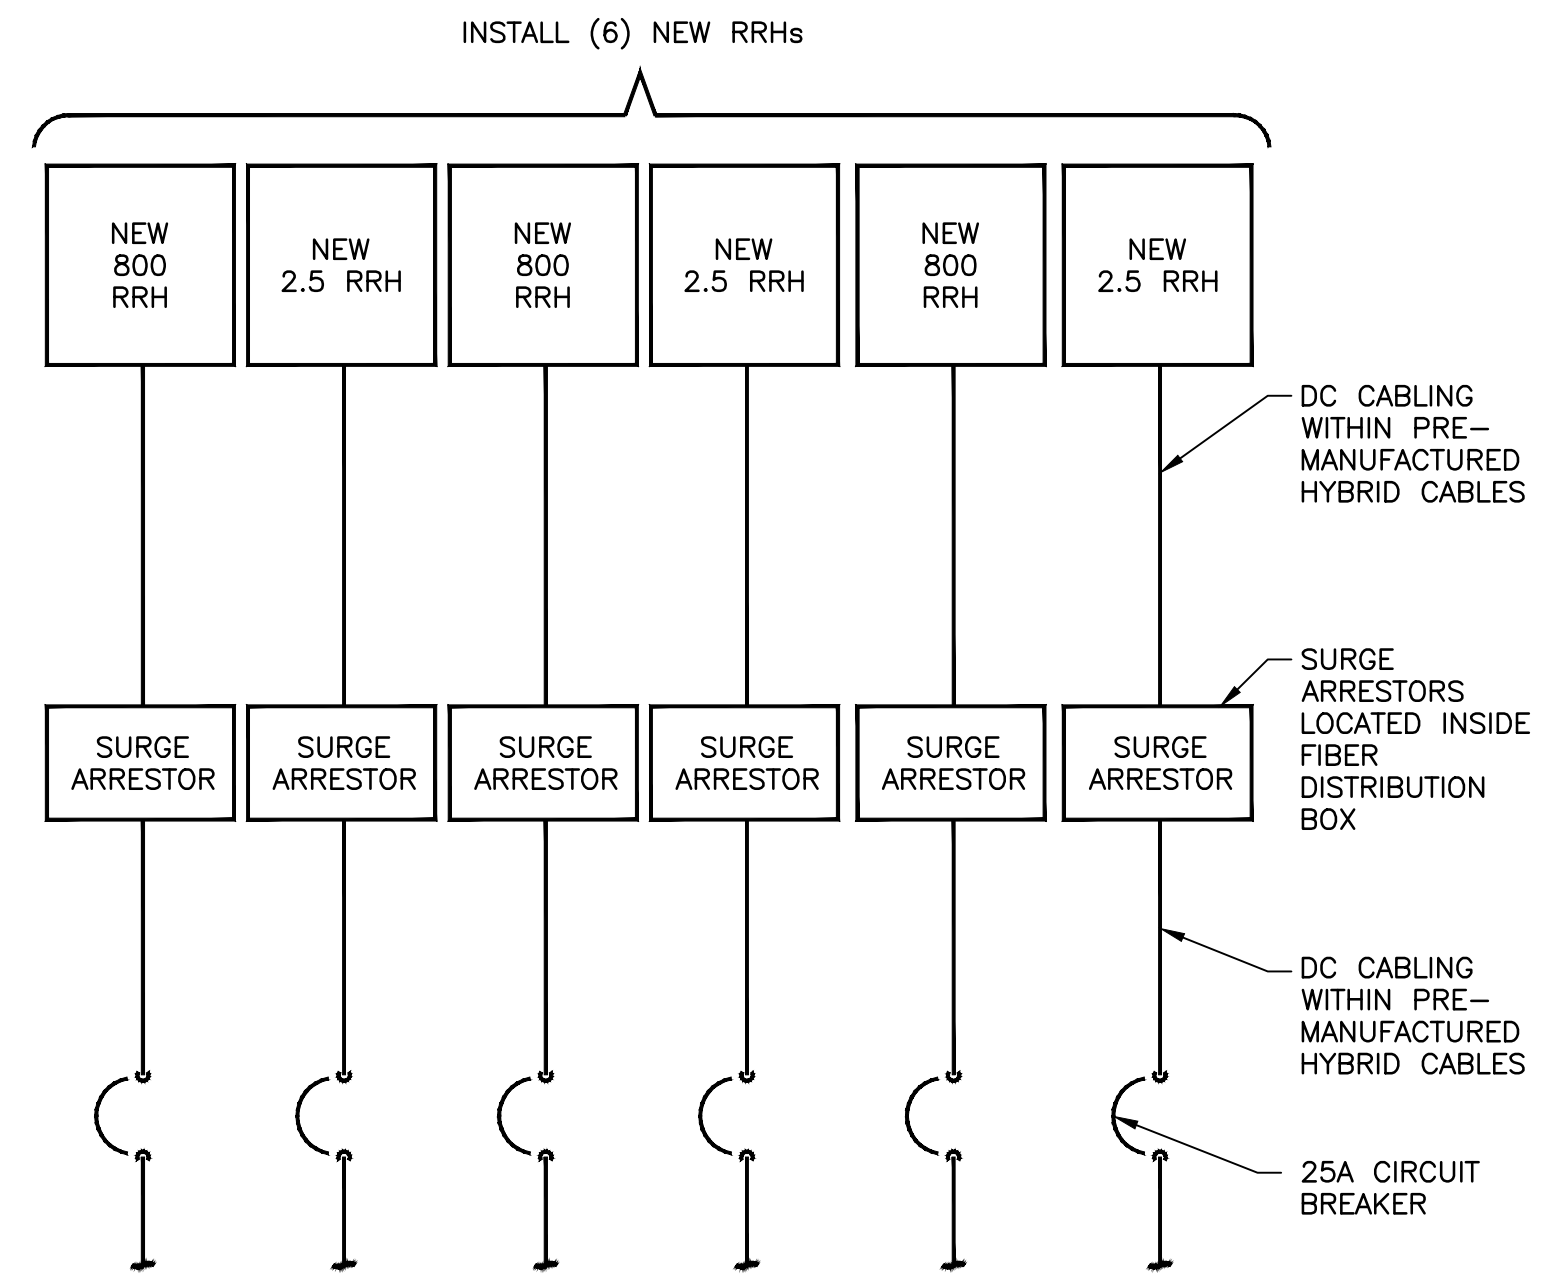 INSTALL (6) NEW RRHs
NEW
800
RRH
NEW
2.5 RRH
NEW
800
RRH
NEW
2.5 RRH
NEW
800
RRH
NEW
2.5 RRH
DC CABLING
WITHIN PRE-
MANUFACTURED
HYBRID CABLES
SURGE
ARRESTOR
SURGE
ARRESTOR
SURGE
ARRESTOR
SURGE
ARRESTOR
SURGE
ARRESTOR
SURGE
ARRESTOR
SURGE
ARRESTORS
LOCATED INSIDE
FIBER
DISTRIBUTION
BOX
DC CABLING
WITHIN PRE-
MANUFACTURED
HYBRID CABLES
25A CIRCUIT
BREAKER